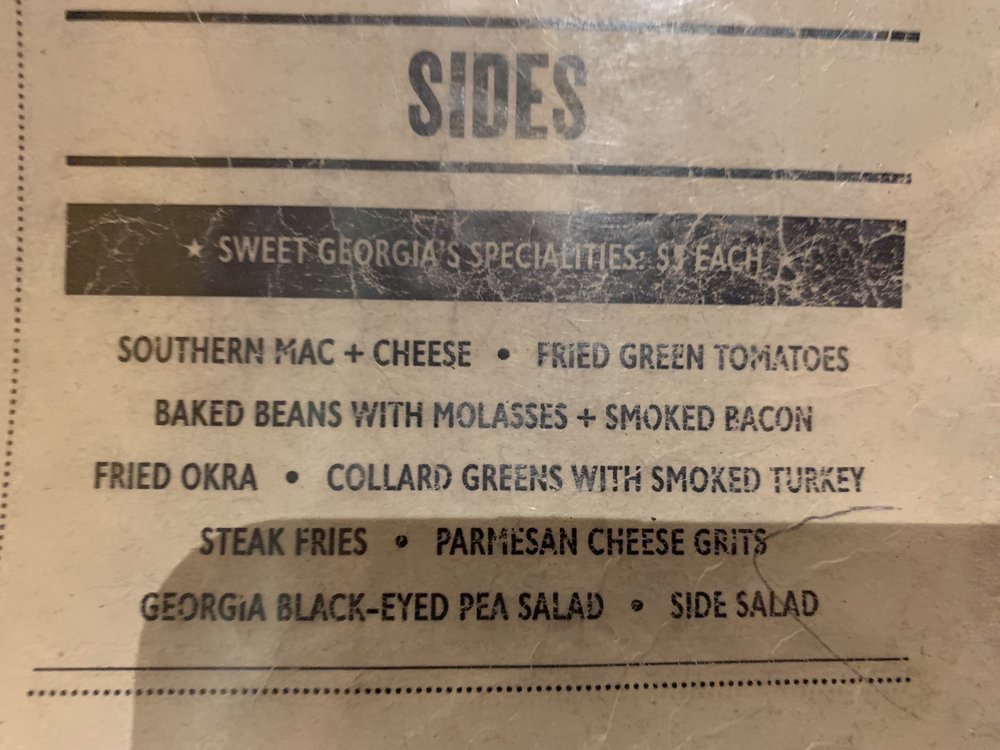 SIDES
★ SWEET GEORGIA'S SPECIALITIES: $5 EACH ★
SOUTHERN MAC + CHEESE • FRIED GREEN TOMATOES
BAKED BEANS WITH MOLASSES + SMOKED BACON
FRIED OKRA • COLLARD GREENS WITH SMOKED TURKEY
STEAK FRIES • PARMESAN CHEESE GRITS
GEORGIA BLACK-EYED PEA SALAD • SIDE SALAD